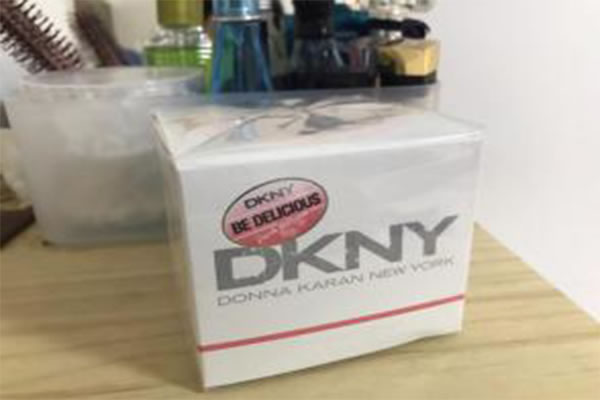 DKNY
BE DELICIOUS
DKNY
DONNA KARAN NEW YORK